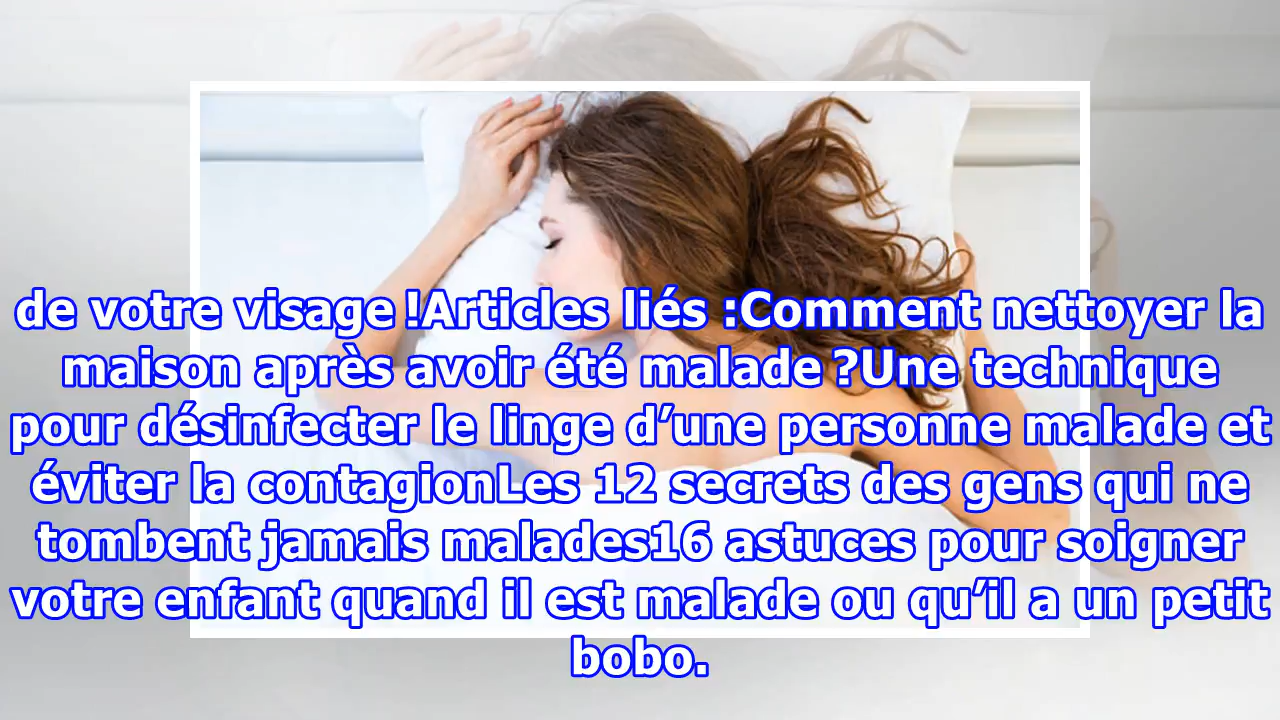 de votre visage !Articles liés :Comment nettoyer la
maison après avoir été malade ?Une technique
pour désinfecter le linge d’une personne malade et
éviter la contagionLes 12 secrets des gens qui ne
tombent jamais malades16 astuces pour soigner
votre enfant quand il est malade ou qu’il a un petit
bobo.